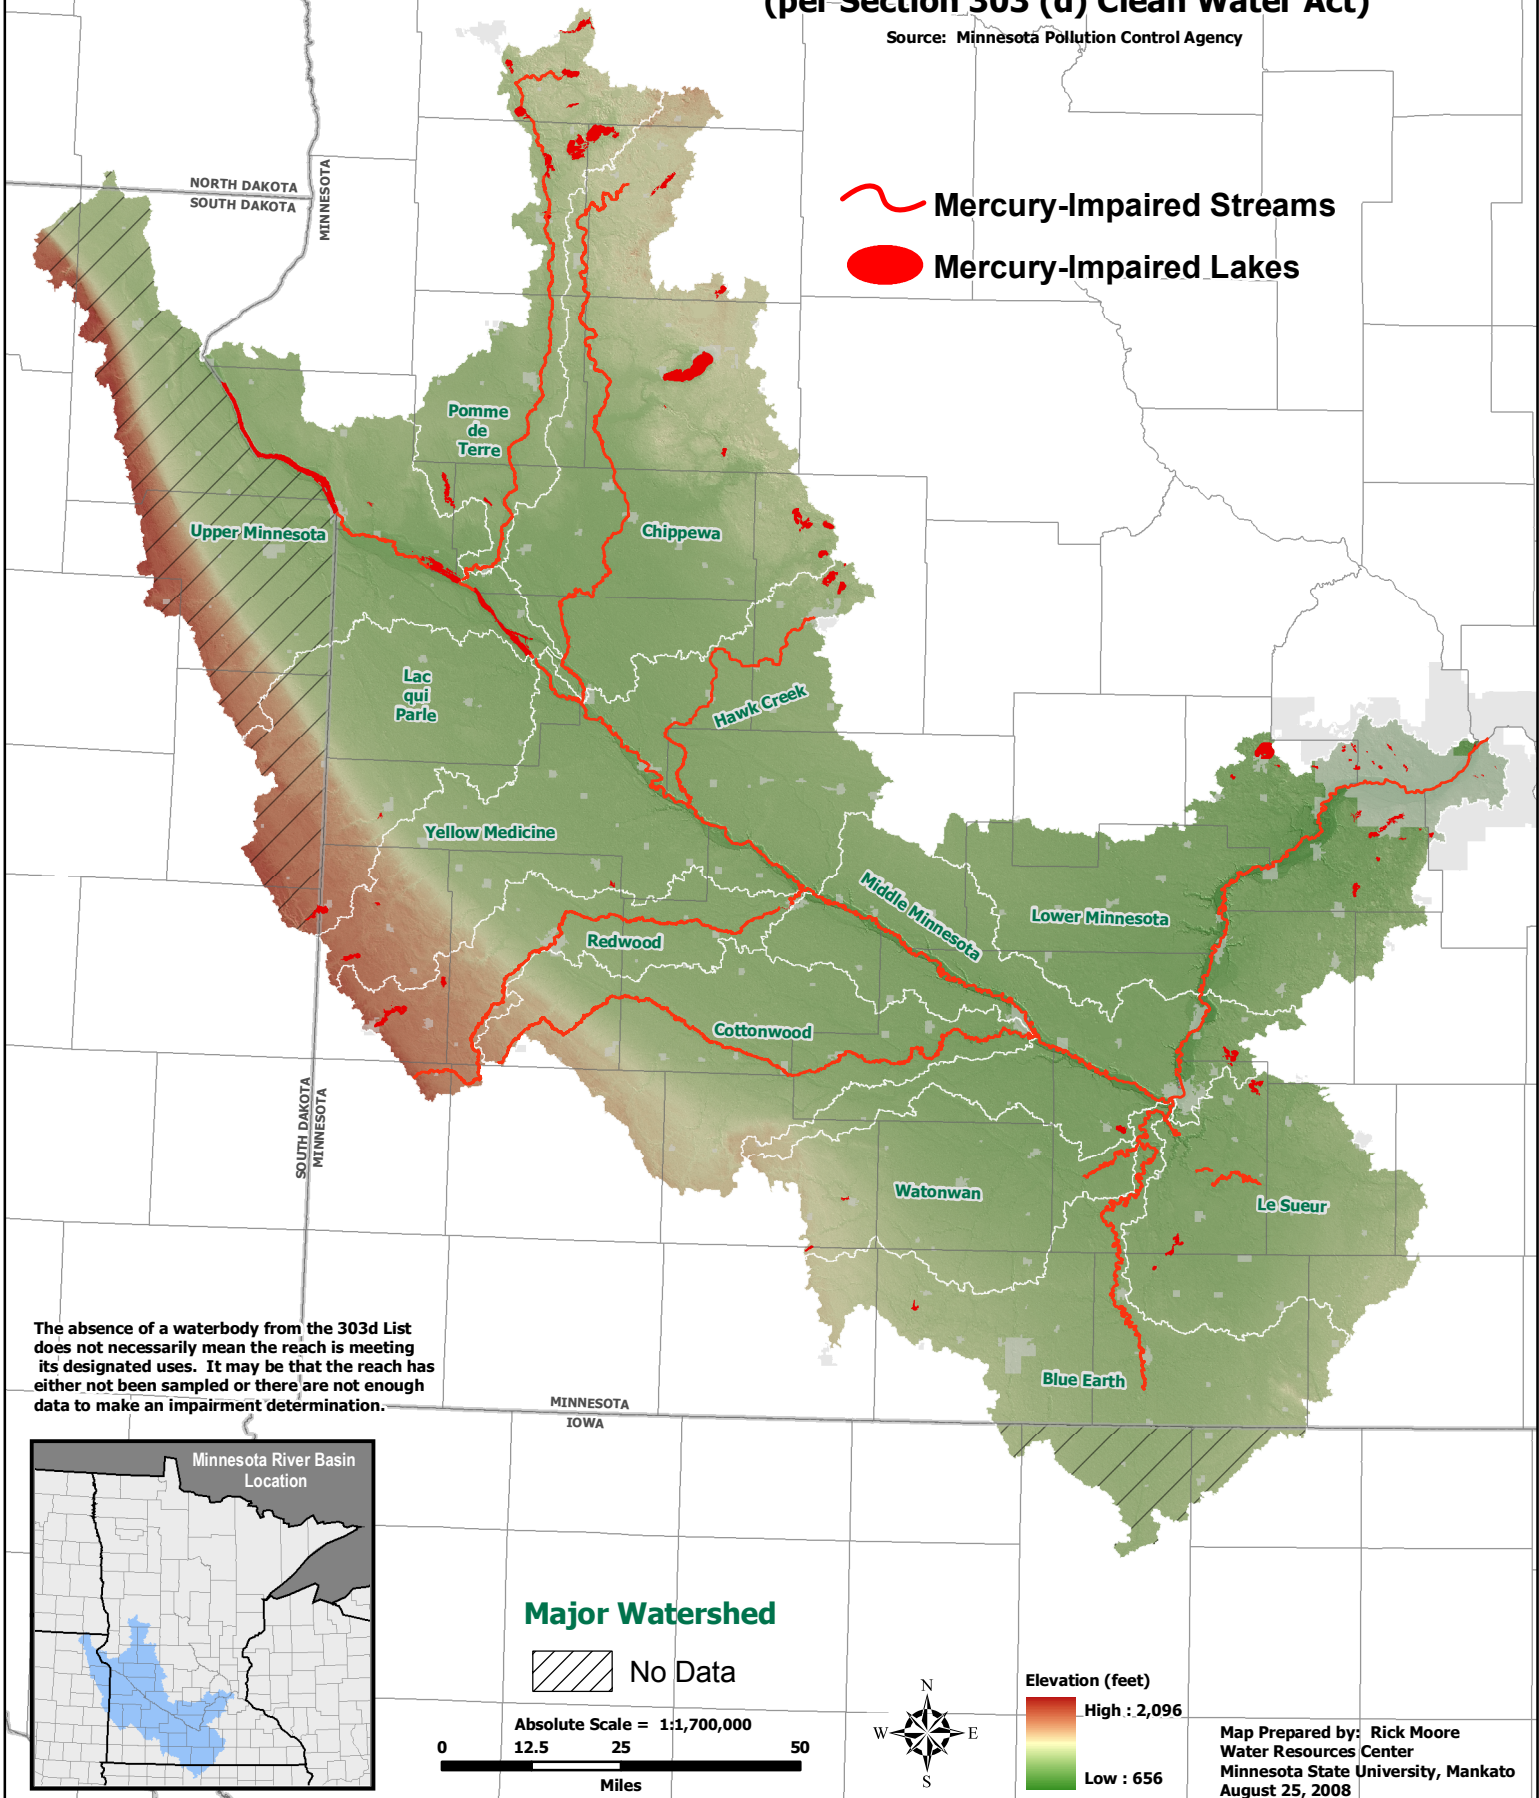 (per Section 303 (d) Clean Water Act)
Source: Minnesota Pollution Control Agency
NORTH DAKOTA
SOUTH DAKOTA
MINNESOTA
Mercury-Impaired Streams
Mercury-Impaired Lakes
Pomme
de
Terre
Upper Minnesota
Chippewa
Lac
qui
Parle
Hawk Creek
Yellow Medicine
Middle Minnesota
Lower Minnesota
Redwood
Cottonwood
SOUTH DAKOTA
MINNESOTA
Watonwan
Le Sueur
Blue Earth
The absence of a waterbody from the 303d List
does not necessarily mean the reach is meeting
its designated uses. It may be that the reach has
either not been sampled or there are not enough
data to make an impairment determination.
MINNESOTA
IOWA
Minnesota River Basin
Location
Major Watershed
No Data
Absolute Scale = 1:1,700,000
0 12.5 25 50
Miles
N
W E
S
Elevation (feet)
High : 2,096
Low : 656
Map Prepared by: Rick Moore
Water Resources Center
Minnesota State University, Mankato
August 25, 2008